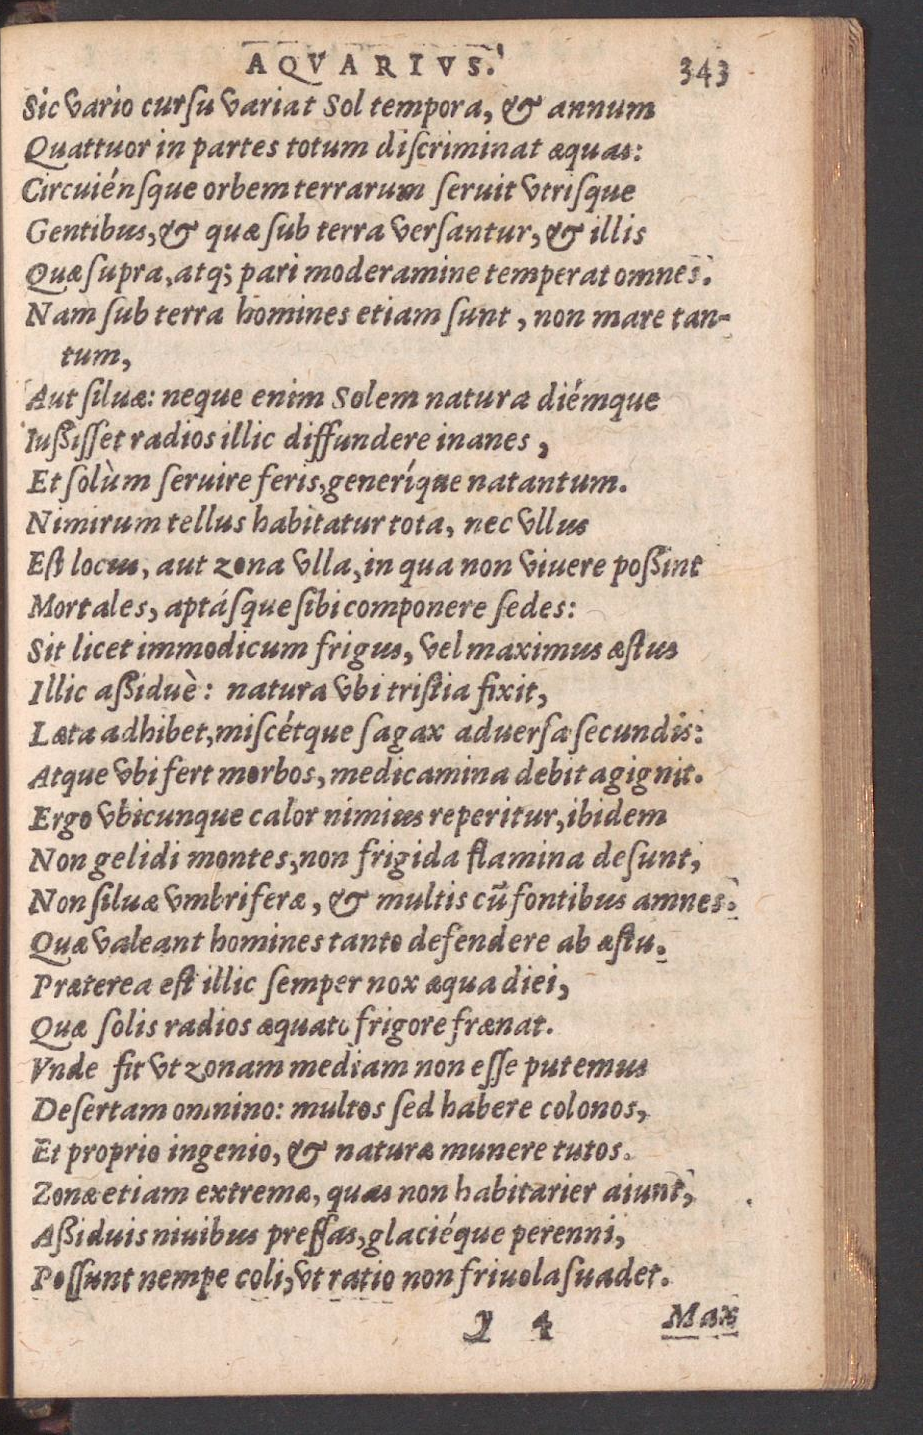 AQVARIVS. 343
Sic vario curſu variat Sol tempora, & annum
Quattuor in partes totum diſcriminat æquas:
Circuiénſque orbem terrarum ſeruit vtriſque
Gentibus, & quæ ſub terra verſantur, & illis
Quæ ſupra, atq; pari moderamine temperat omnes.
Nam ſub terra homines etiam ſunt, non mare tan-
tum,
Aut ſiluæ: neque enim Solem natura diémque
Iuſsiſſet radios illic diffundere inanes,
Et ſolùm ſeruire feris, generíque natantum.
Nimirum tellus habitatur tota, nec vllus
Eſt locus, aut zona vlla, in qua non viuere poſsint
Mortales, aptáſque ſibi componere ſedes:
Sit licet immodicum frigus, vel maximus æſtus
Illic aſsiduè: natura vbi triſtia fixit,
Læta adhibet, miſcétque ſagax aduerſa ſecundis:
Atque vbi fert morbos, medicamina debita gignit.
Ergo vbicunque calor nimius reperitur, ibidem
Non gelidi montes, non frigida flamina deſunt,
Non ſiluæ vmbriferæ, & multis cū fontibus amnes.
Quæ valeant homines tanto defendere ab æſtu.
Præterea eſt illic ſemper nox æqua diei,
Quæ ſolis radios æquato frigore frænat.
Vnde fit vt zonam mediam non eſſe putemus
Deſertam omnino: multos ſed habere colonos,
Et proprio ingenio, & naturæ munere tutos.
Zonæ etiam extremæ, quas non habitarier aiunt,
Aſsiduis niuibus preſſas, glaciéque perenni,
Poſſunt nempe coli, vt ratio non friuola ſuadet.
Y 4 Max